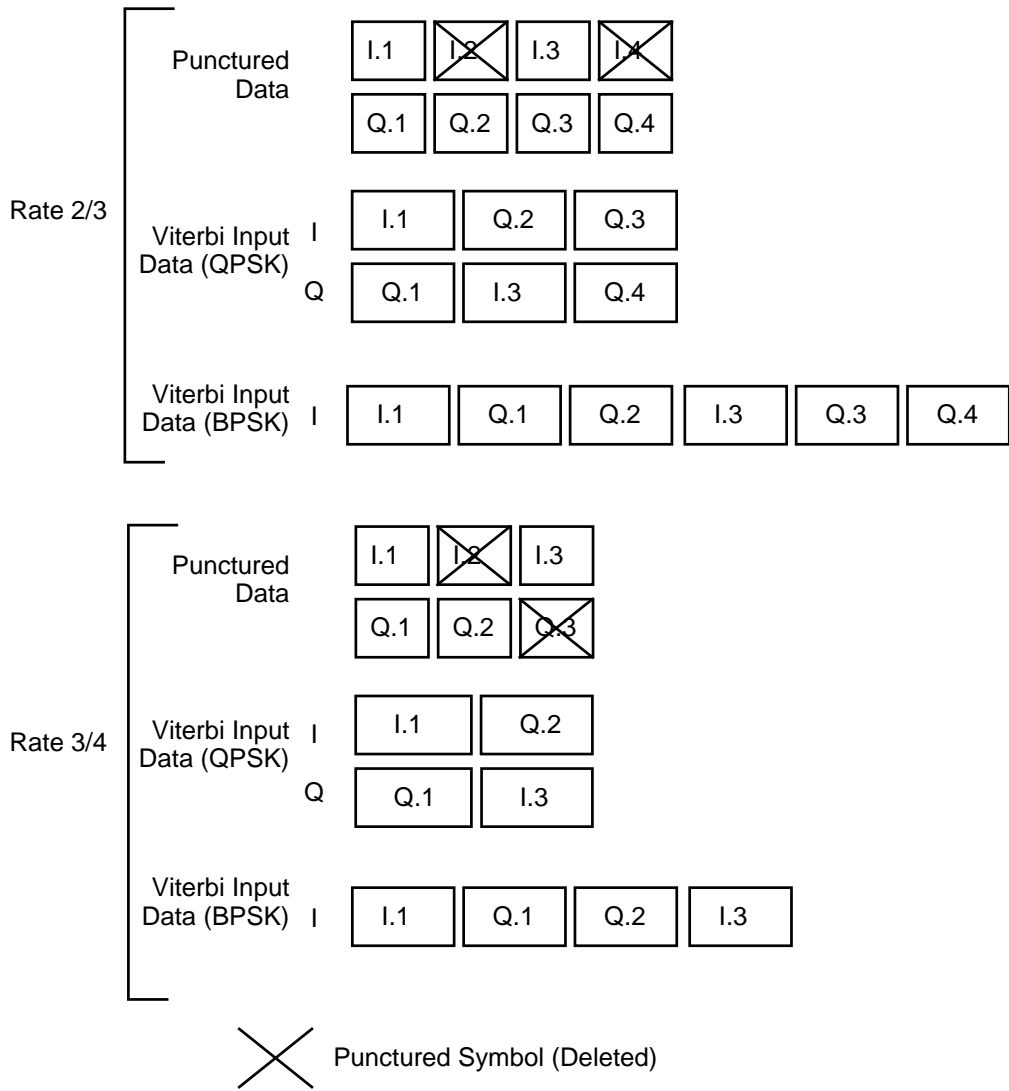 I.1 I.2 I.3 I.4
Punctured
Data
Q.1 Q.2 Q.3 Q.4
Rate 2/3
I I.1 Q.2 Q.3
Viterbi Input
Data (QPSK)
Q Q.1 I.3 Q.4
Viterbi Input
Data (BPSK) I I.1 Q.1 Q.2 I.3 Q.3 Q.4
I.1 I.2 I.3
Punctured
Data
Q.1 Q.2 Q.3
Rate 3/4
I I.1 Q.2
Viterbi Input
Data (QPSK)
Q Q.1 I.3
Viterbi Input
Data (BPSK) I I.1 Q.1 Q.2 I.3
Punctured Symbol (Deleted)